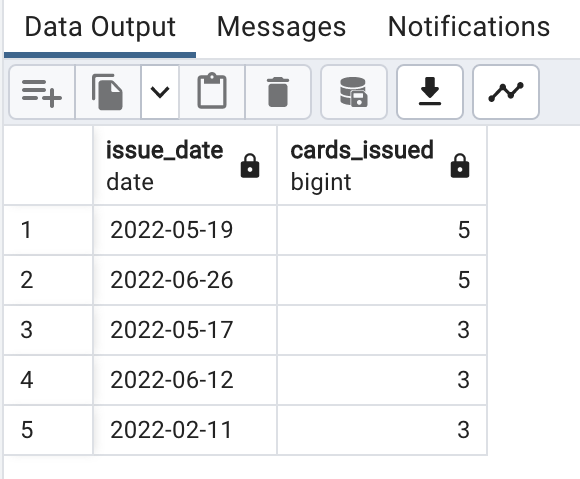 Data Output Messages Notifications
issue_date cards_issued
date bigint
1 2022-05-19 5
2 2022-06-26 5
3 2022-05-17 3
4 2022-06-12 3
5 2022-02-11 3